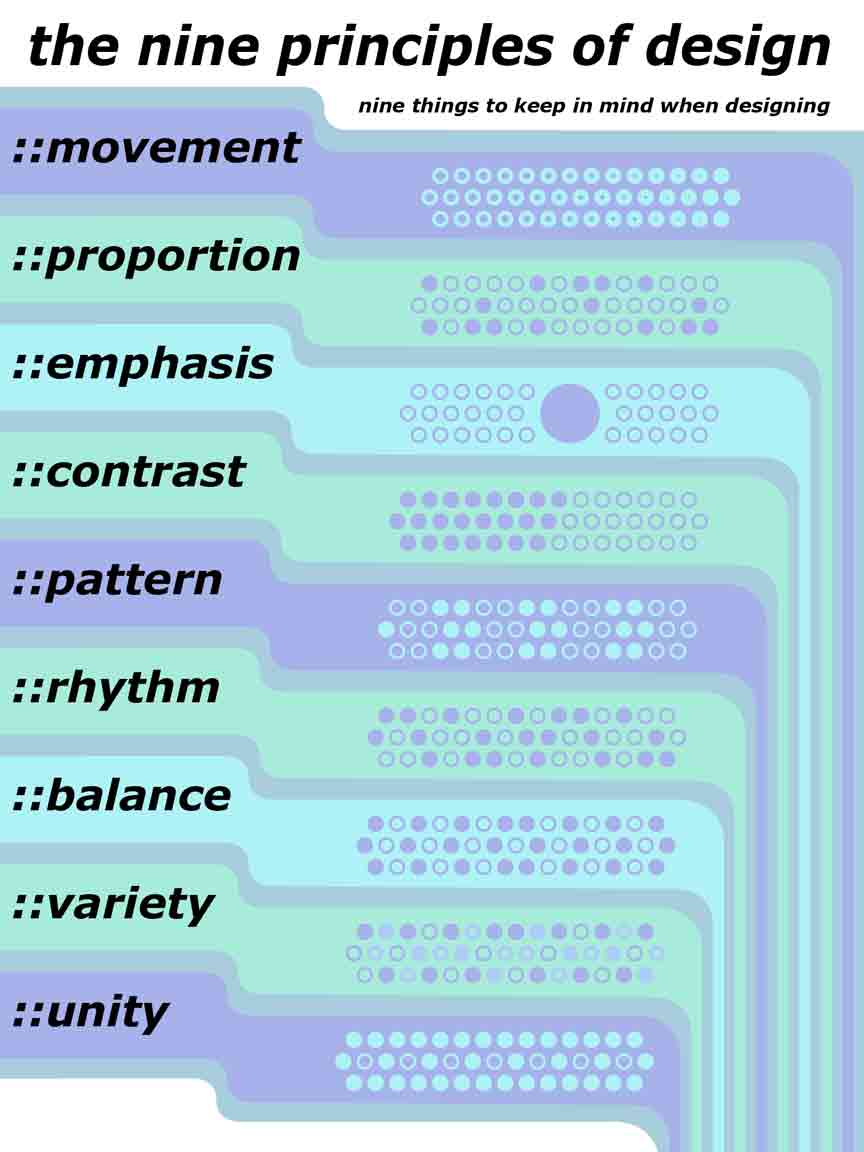 the nine principles of design
nine things to keep in mind when designing
::movement
::proportion
::emphasis
::contrast
::pattern
::rhythm
::balance
::variety
::unity